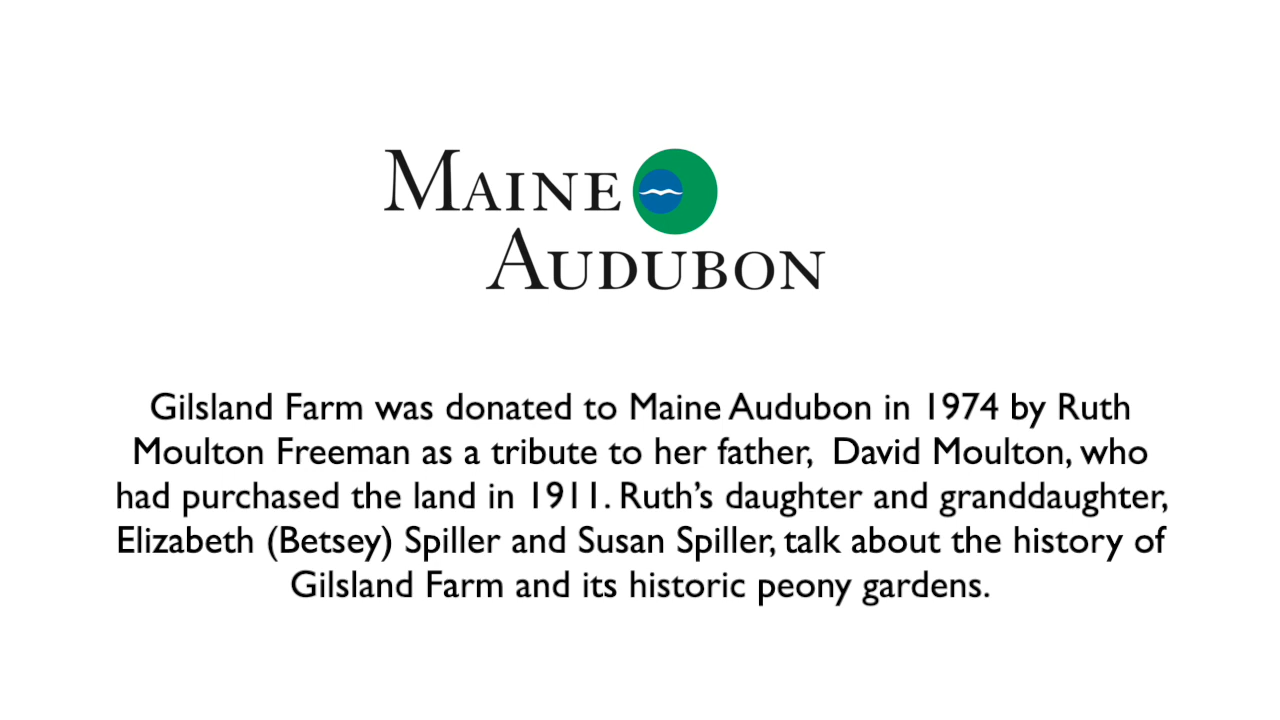 MAINE
AUDUBON
Gilsland Farm was donated to Maine Audubon in 1974 by Ruth
Moulton Freeman as a tribute to her father,  David Moulton, who
had purchased the land in 1911. Ruth’s daughter and granddaughter,
Elizabeth (Betsey) Spiller and Susan Spiller, talk about the history of
Gilsland Farm and its historic peony gardens.